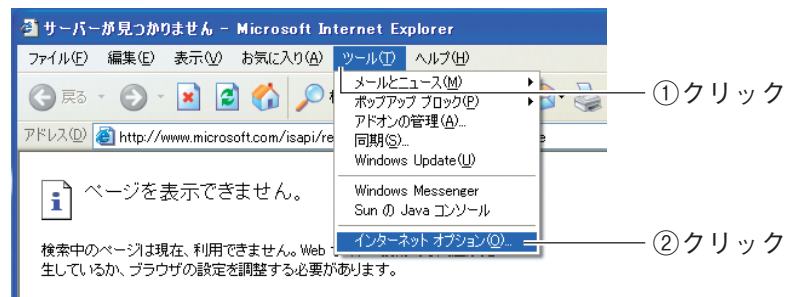 サーバーが見つかりません - Microsoft Internet Explorer
ファイル(F) 編集(E) 表示(V) お気に入り(A) ツール(T) ヘルプ(H)
戻る
メールとニュース(M)
ポップアップ ブロック(P)
アドオンの管理(A)...
同期(S)...
Windows Update(U)
Windows Messenger
Sun の Java コンソール
インターネット オプション(O)...
①クリック
②クリック
アドレス(D) http://www.microsoft.com/isapi/re
ページを表示できません。
検索中のページは現在、利用できません。Web
生しているか、ブラウザの設定を調整する必要があります。